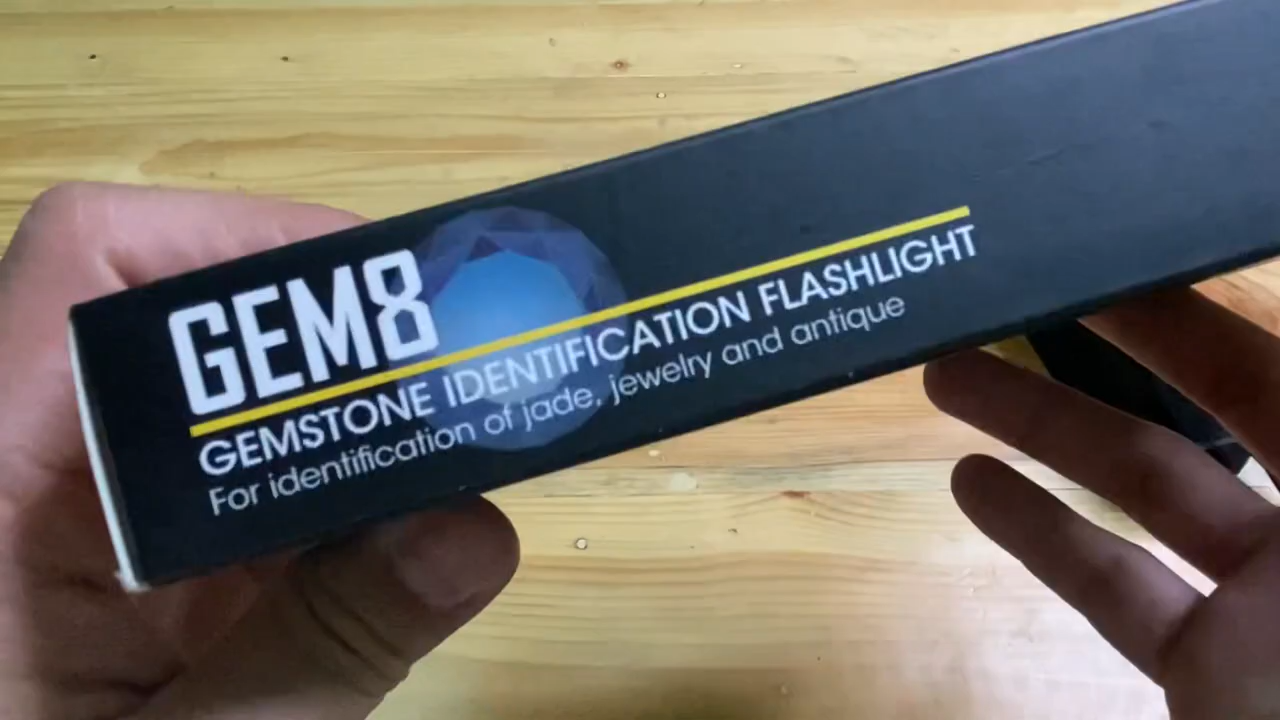 GEM8
GEMSTONE IDENTIFICATION FLASHLIGHT
For identification of jade, jewelry and antique